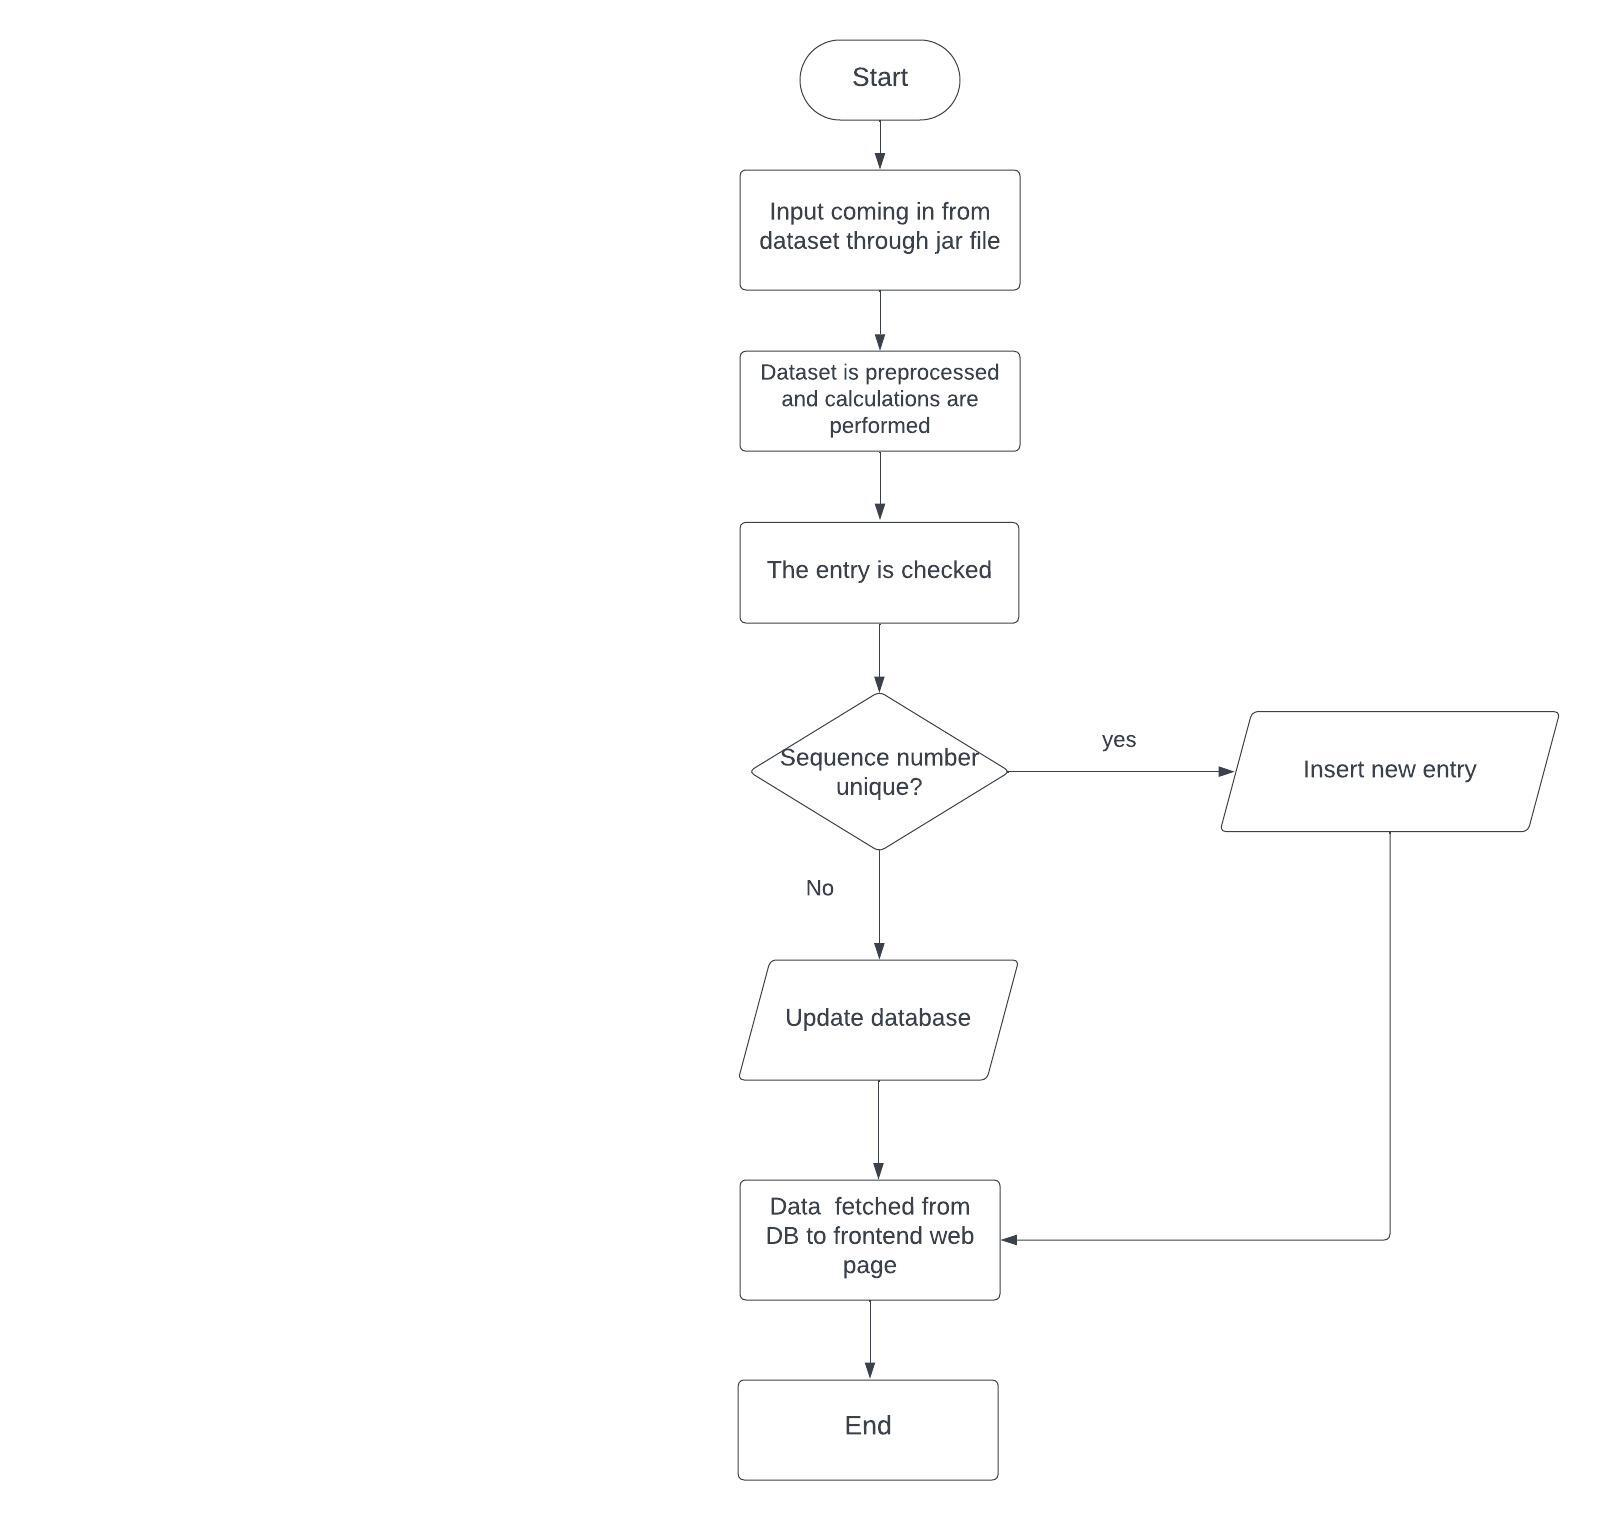 Start
Input coming in from
dataset through jar file
Dataset is preprocessed
and calculations are
performed
The entry is checked
Sequence number
unique?
yes
Insert new entry
No
Update database
Data  fetched from
DB to frontend web
page
End